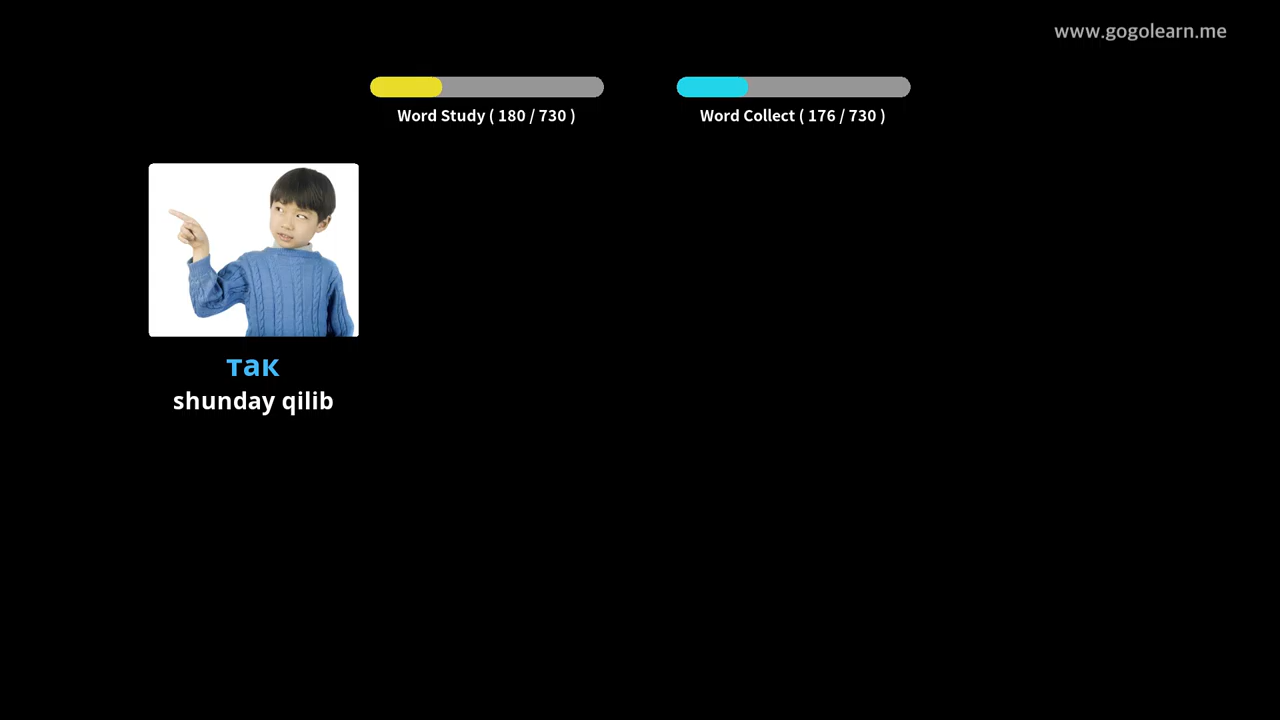 www.gogolearn.me
Word Study ( 180 / 730 )
Word Collect ( 176 / 730 )
так
shunday qilib